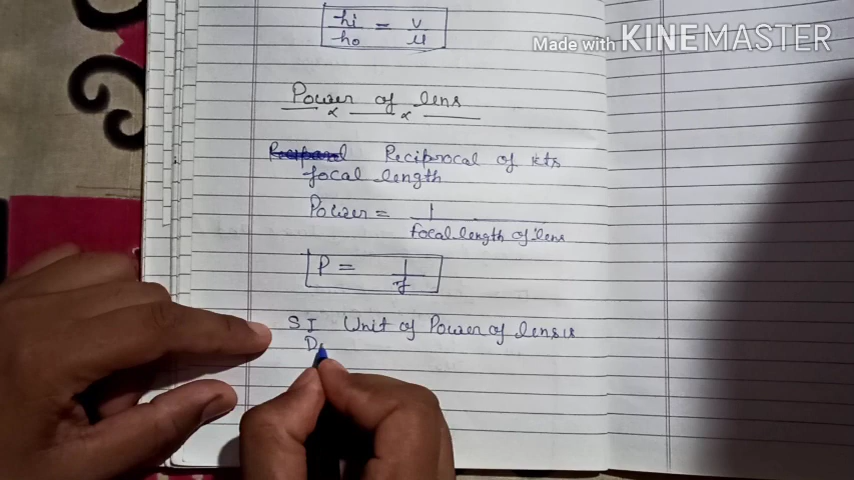 hi/ho = v/u
Made with KINEMASTER
Power of lens
Reciprocal of its
focal length
Power = 1/focal length of lens
P = 1/f
SI Unit of Power of lens is
D